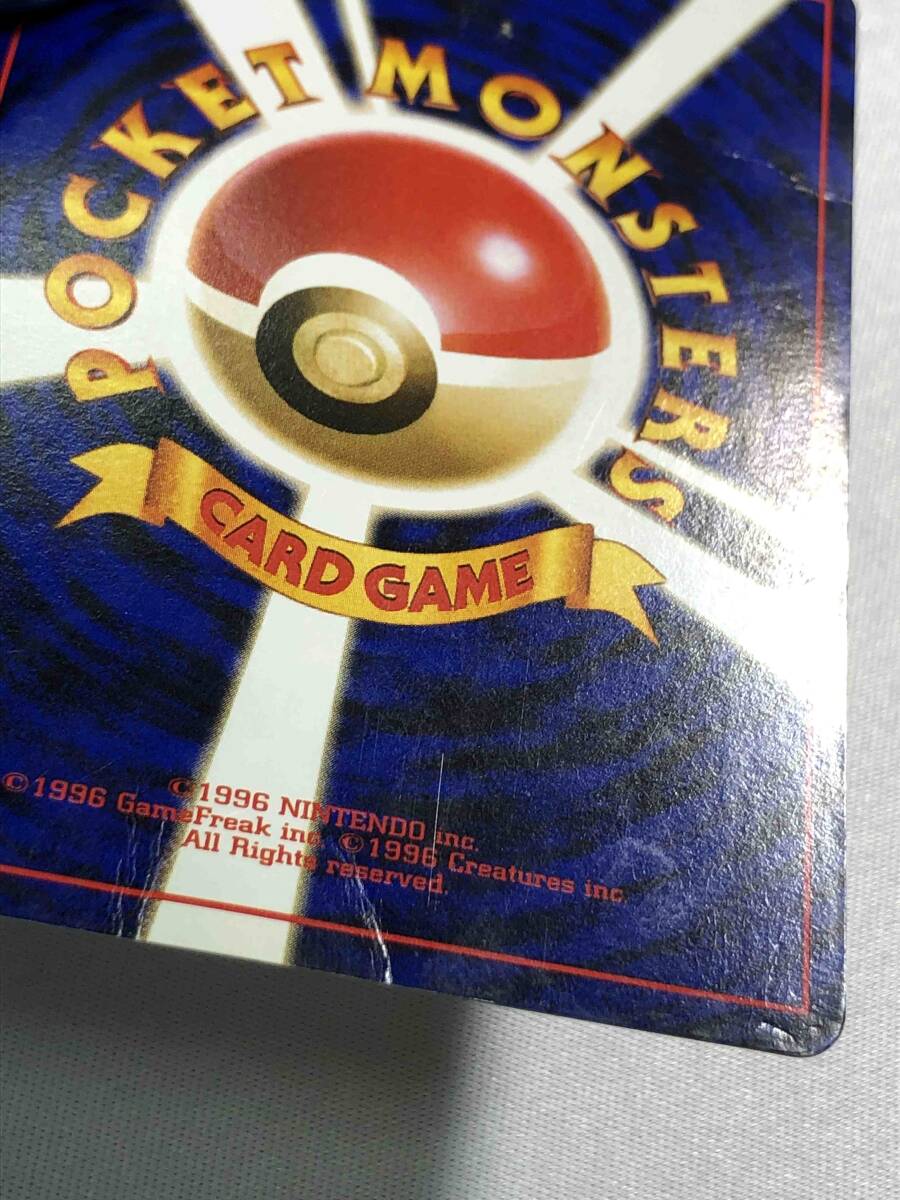 POCKET MONSTERS
CARD GAME
©1996 NINTENDO inc.
©1996 GameFreak inc. ©1996 Creatures inc.
All Rights reserved.